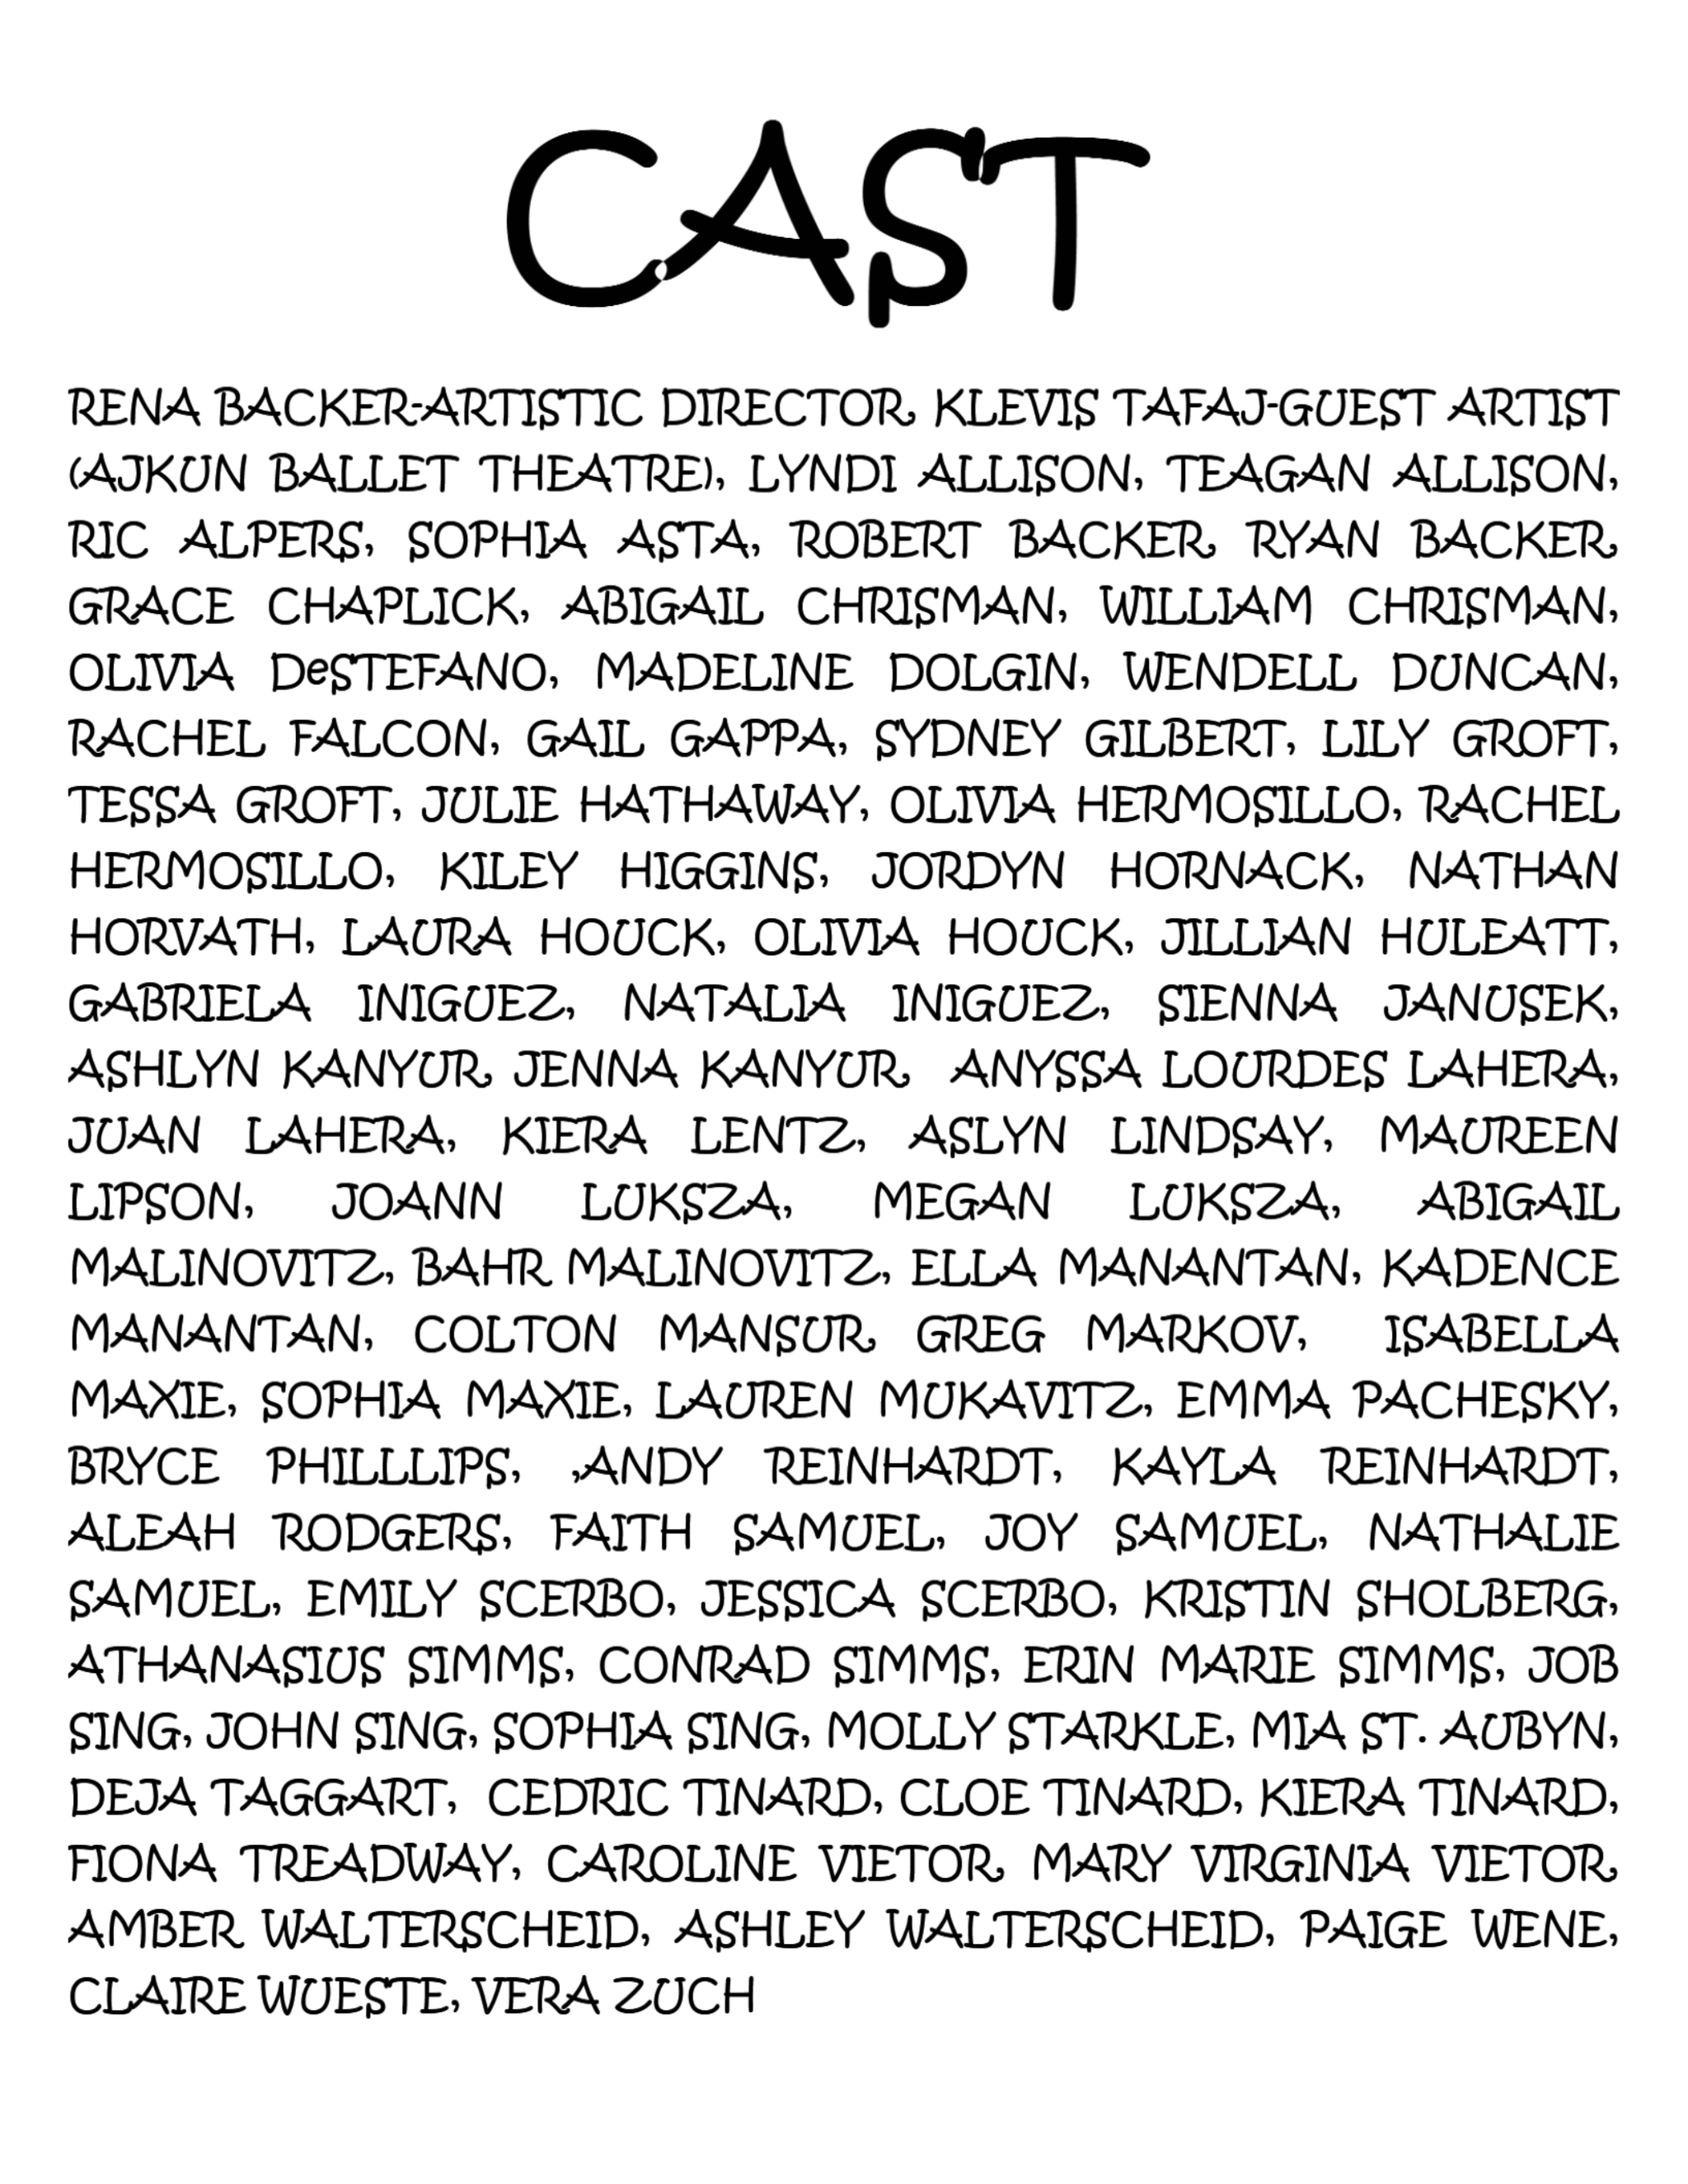 CAST
RENA BACKER-ARTISTIC DIRECTOR, KLEVIS TAFAJ-GUEST ARTIST
(AJKUN BALLET THEATRE), LYNDI ALLISON, TEAGAN ALLISON,
RIC ALPERS, SOPHIA ASTA, ROBERT BACKER, RYAN BACKER,
GRACE CHAPLICK, ABIGAIL CHRISMAN, WILLIAM CHRISMAN,
OLIVIA DeSTEFANO, MADELINE DOLGIN, WENDELL DUNCAN,
RACHEL FALCON, GAIL GAPPA, SYDNEY GILBERT, LILY GROFT,
TESSA GROFT, JULIE HATHAWAY, OLIVIA HERMOSILLO, RACHEL
HERMOSILLO, KILEY HIGGINS, JORDYN HORNACK, NATHAN
HORVATH, LAURA HOUCK, OLIVIA HOUCK, JILLIAN HULEATT,
GABRIELA INIGUEZ, NATALIA INIGUEZ, SIENNA JANUSEK,
ASHLYN KANYUR, JENNA KANYUR, ANYSSA LOURDES LAHERA,
JUAN LAHERA, KIERA LENTZ, ASLYN LINDSAY, MAUREEN
LIPSON, JOANN LUKSZA, MEGAN LUKSZA, ABIGAIL
MALINOVITZ, BAHR MALINOVITZ, ELLA MANANTAN, KADENCE
MANANTAN, COLTON MANSUR, GREG MARKOV, ISABELLA
MAXIE, SOPHIA MAXIE, LAUREN MUKAVITZ, EMMA PACHESKY,
BRYCE PHILLLIPS, ,ANDY REINHARDT, KAYLA REINHARDT,
ALEAH RODGERS, FAITH SAMUEL, JOY SAMUEL, NATHALIE
SAMUEL, EMILY SCERBO, JESSICA SCERBO, KRISTIN SHOLBERG,
ATHANASIUS SIMMS, CONRAD SIMMS, ERIN MARIE SIMMS, JOB
SING, JOHN SING, SOPHIA SING, MOLLY STARKLE, MIA ST. AUBYN,
DEJA TAGGART, CEDRIC TINARD, CLOE TINARD, KIERA TINARD,
FIONA TREADWAY, CAROLINE VIETOR, MARY VIRGINIA VIETOR,
AMBER WALTERSCHEID, ASHLEY WALTERSCHEID, PAIGE WENE,
CLAIRE WUESTE, VERA ZUCH